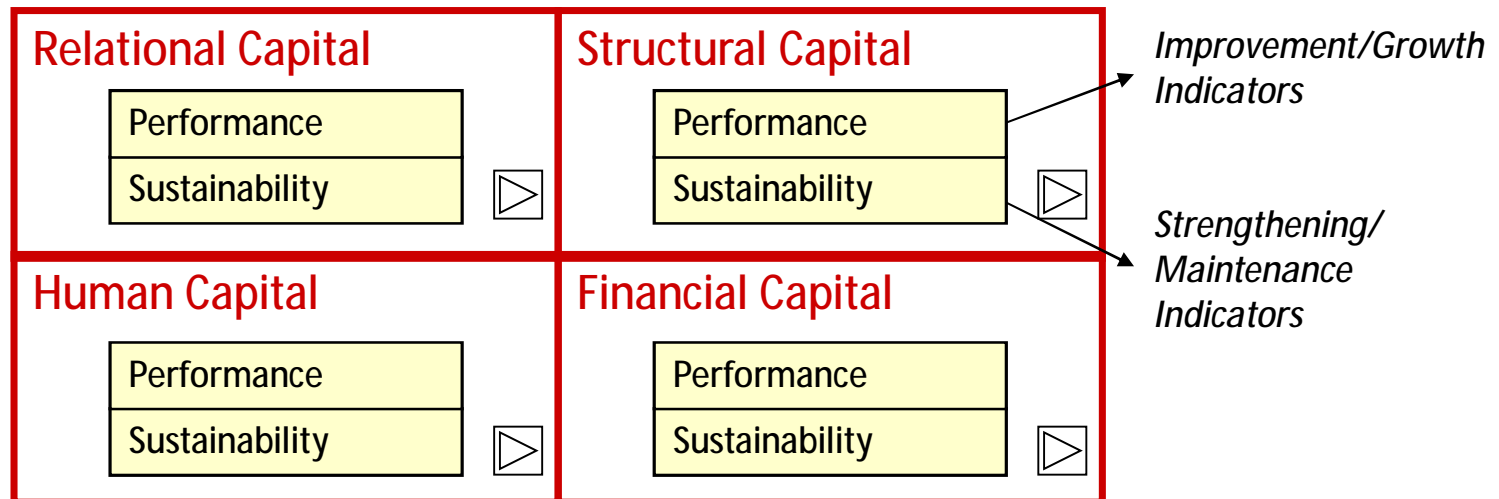 Relational Capital
Performance
Sustainability
Structural Capital
Performance
Sustainability
Improvement/Growth
Indicators
Strengthening/
Maintenance
Indicators
Human Capital
Performance
Sustainability
Financial Capital
Performance
Sustainability